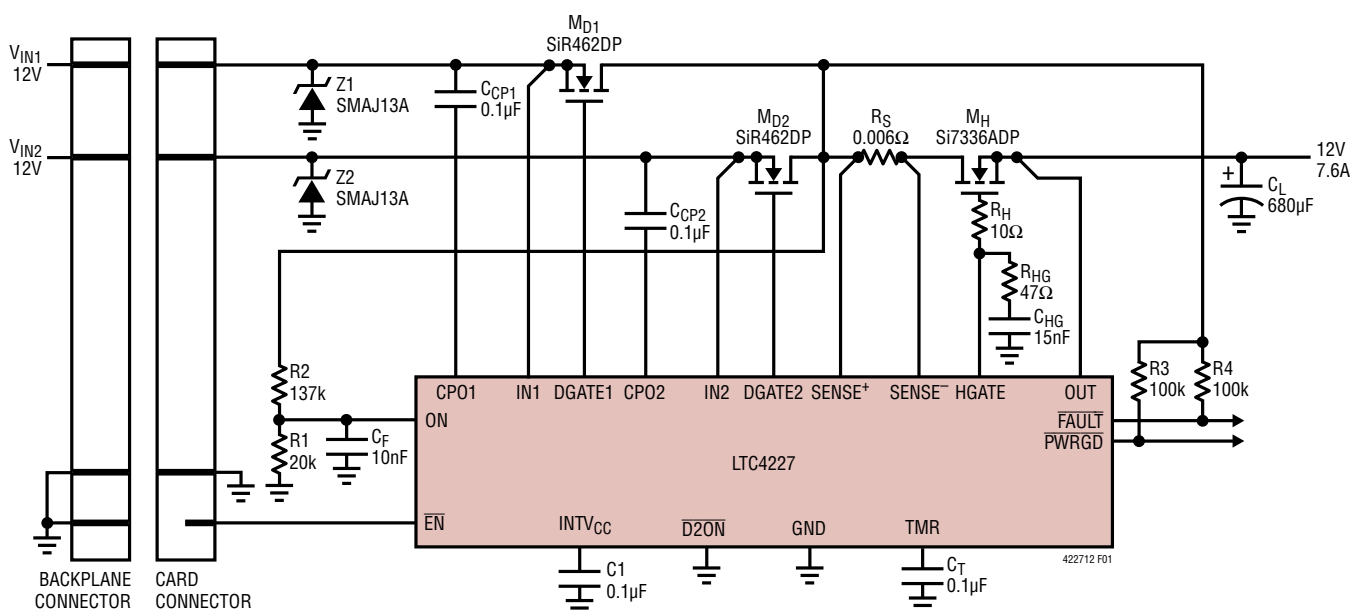 MD1
SiR462DP
VIN1
12V
Z1
SMAJ13A
CCP1
0.1µF
MD2
SiR462DP
RS
0.006Ω
MH
Si7336ADP
VIN2
12V
12V
7.6A
Z2
SMAJ13A
CCP2
0.1µF
+
CL
680µF
RH
10Ω
RHG
47Ω
CHG
15nF
R2
137k
R3
100k
R4
100k
CPO1 IN1 DGATE1 CPO2 IN2 DGATE2 SENSE+ SENSE− HGATE OUT
ON
FAULT
CF
10nF
R1
20k
PWRGD
LTC4227
EN
INTVCC
D2ON
GND
TMR
422712 F01
C1
0.1µF
CT
0.1µF
BACKPLANE
CONNECTOR
CARD
CONNECTOR